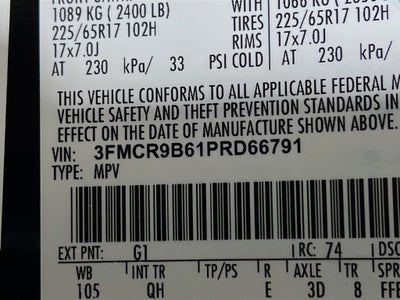 1089 KG ( 2400 LB) WITH
225/65R17 102H TIRES 225/65R17 102H
17x7.0J RIMS 17x7.0J
AT 230 kPa/ 33 PSI COLD AT 230 kPa/
THIS VEHICLE CONFORMS TO ALL APPLICABLE FEDERAL
VEHICLE SAFETY AND THEFT PREVENTION STANDARDS IN
EFFECT ON THE DATE OF MANUFACTURE SHOWN ABOVE.
VIN: 3FMCR9B61PRD66791
TYPE: MPV
EXT PNT: G1 RC: 74 DSO
WB INT TR TP/PS R AXLE TR SPR
105 QH E 3D 8